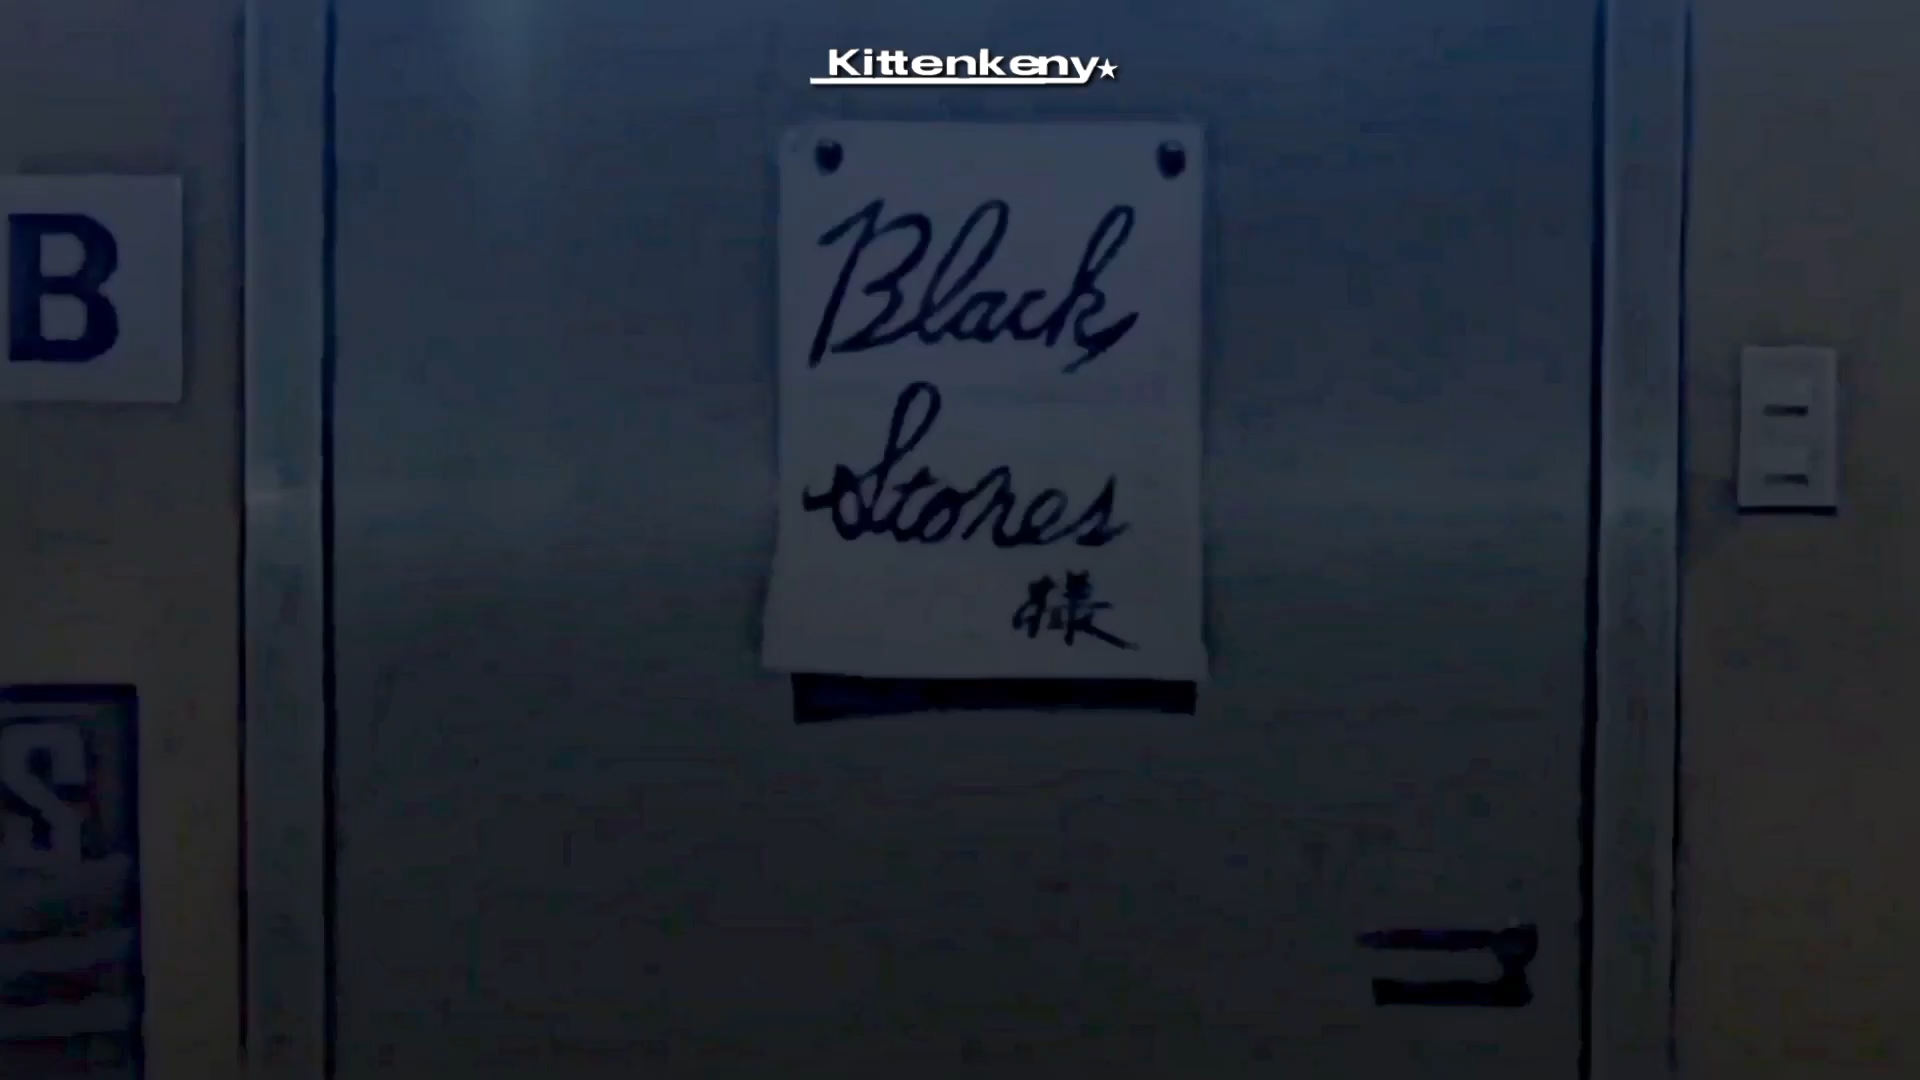 Kittenkeny★
B
Black
Stones
様
S